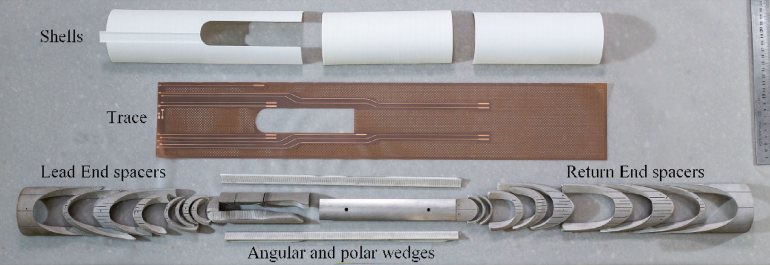 Shells
Trace
Lead End spacers
Return End spacers
Angular and polar wedges